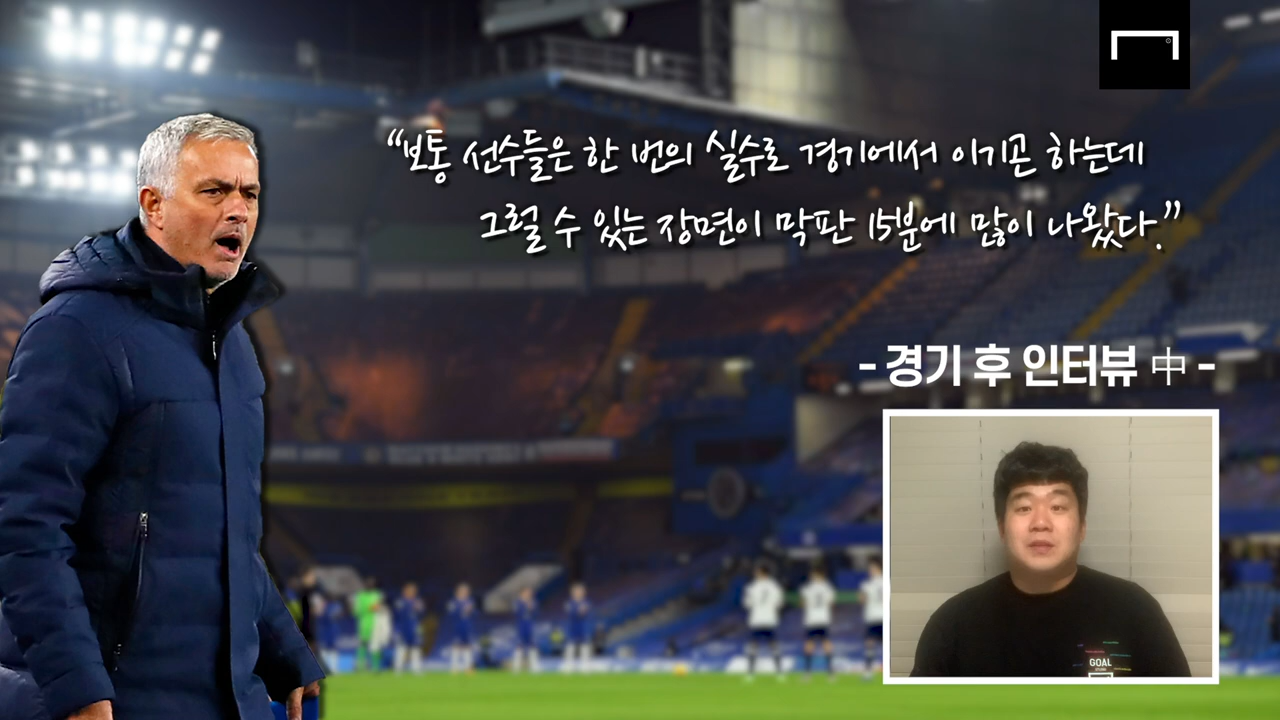 “보통 선수들은 한 번의 실수로 경기에서 이기곤 하는데
그럴 수 있는 장면이 막판 15분에 많이 나왔다.”
- 경기 후 인터뷰 中 -
GOAL